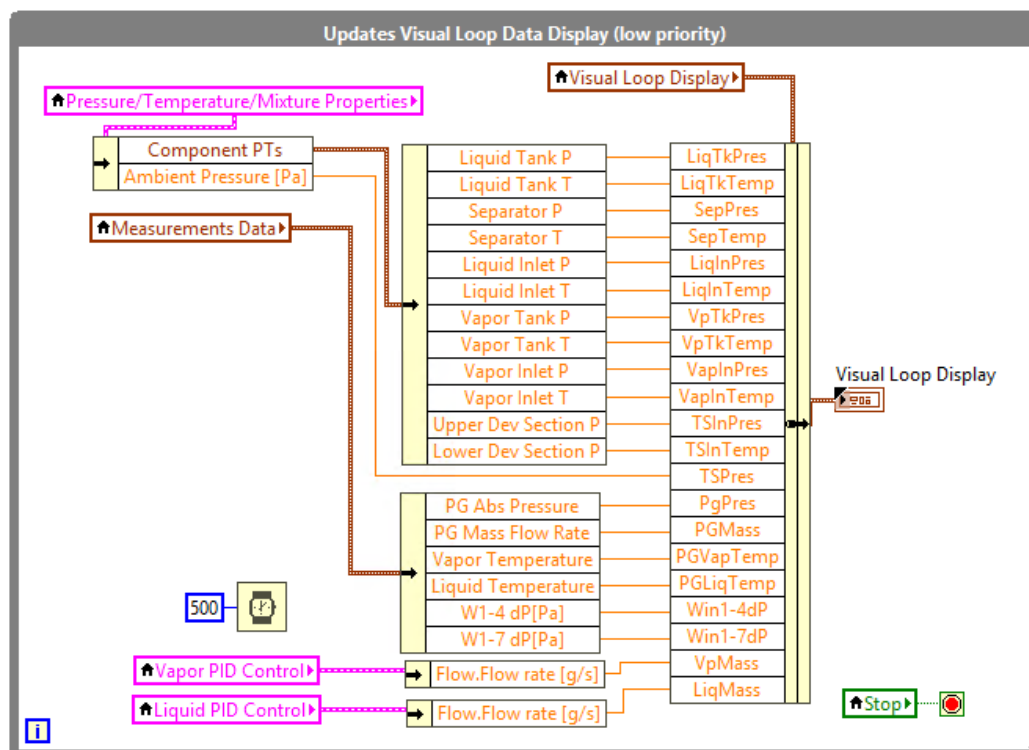 Updates Visual Loop Data Display (low priority)
Visual Loop Display
Pressure/Temperature/Mixture Properties
Component PTs
Ambient Pressure [Pa]
Measurements Data
Liquid Tank P
Liquid Tank T
Separator P
Separator T
Liquid Inlet P
Liquid Inlet T
Vapor Tank P
Vapor Tank T
Vapor Inlet P
Vapor Inlet T
Upper Dev Section P
Lower Dev Section P
PG Abs Pressure
PG Mass Flow Rate
Vapor Temperature
Liquid Temperature
W1-4 dP[Pa]
W1-7 dP[Pa]
Flow.Flow rate [g/s]
Flow.Flow rate [g/s]
LiqTkPres
LiqTkTemp
SepPres
SepTemp
LiqInPres
LiqInTemp
VpTkPres
VpTkTemp
VapInPres
VapInTemp
TSInPres
TSInTemp
TSPres
PgPres
PGMass
PGVapTemp
PGLiqTemp
Win1-4dP
Win1-7dP
VpMass
LiqMass
Visual Loop Display
500
Vapor PID Control
Liquid PID Control
Stop
i